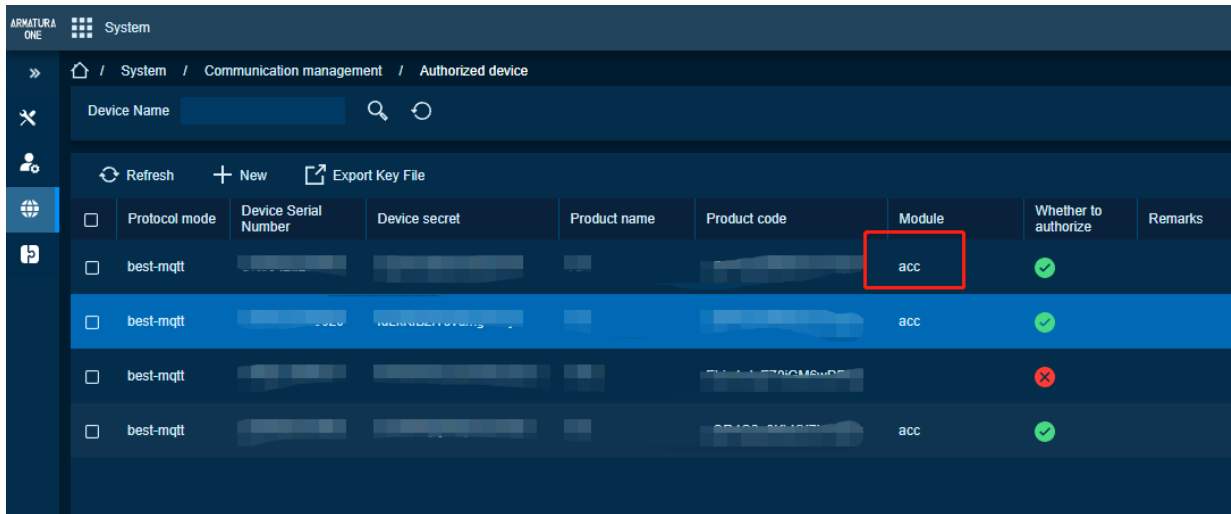 ARMATURA
ONE
System
/ System / Communication management / Authorized device
Device Name
Refresh New Export Key File
Protocol mode Device Serial Number Device secret Product name Product code Module Whether to authorize Remarks
best-mqtt acc
best-mqtt acc
best-mqtt
best-mqtt acc